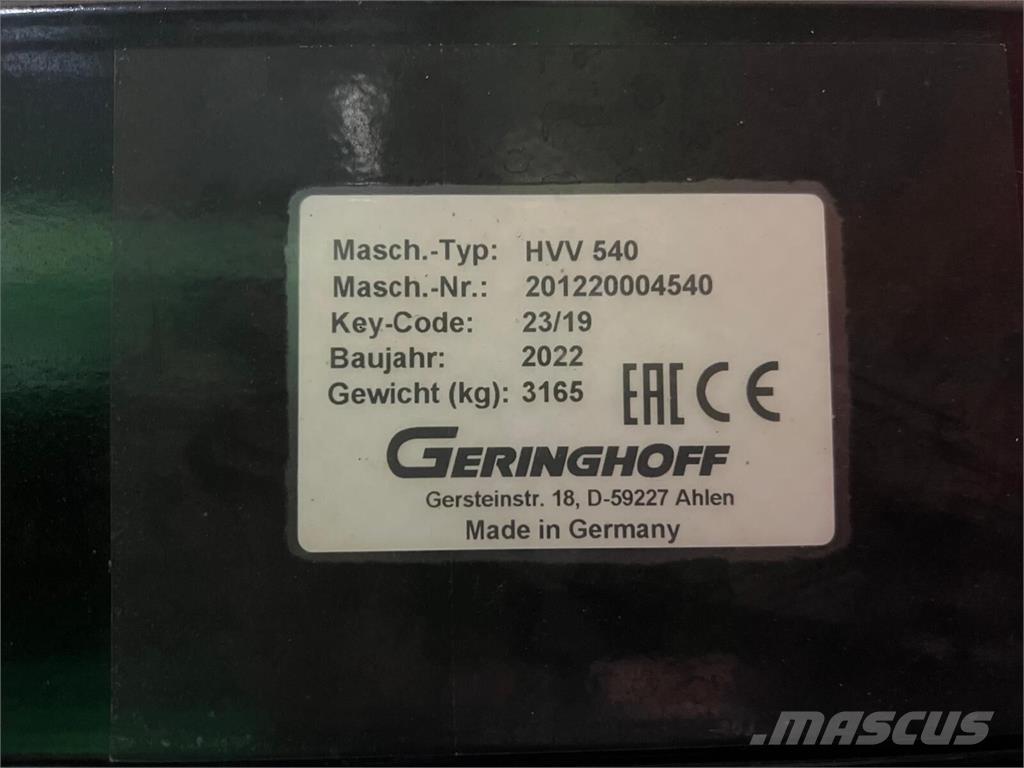 Masch.-Typ: HVV 540
Masch.-Nr.: 201220004540
Key-Code: 23/19
Baujahr: 2022
Gewicht (kg): 3165
EAC CE
GERINGHOFF
Gersteinstr. 18, D-59227 Ahlen
Made in Germany
MASCUS